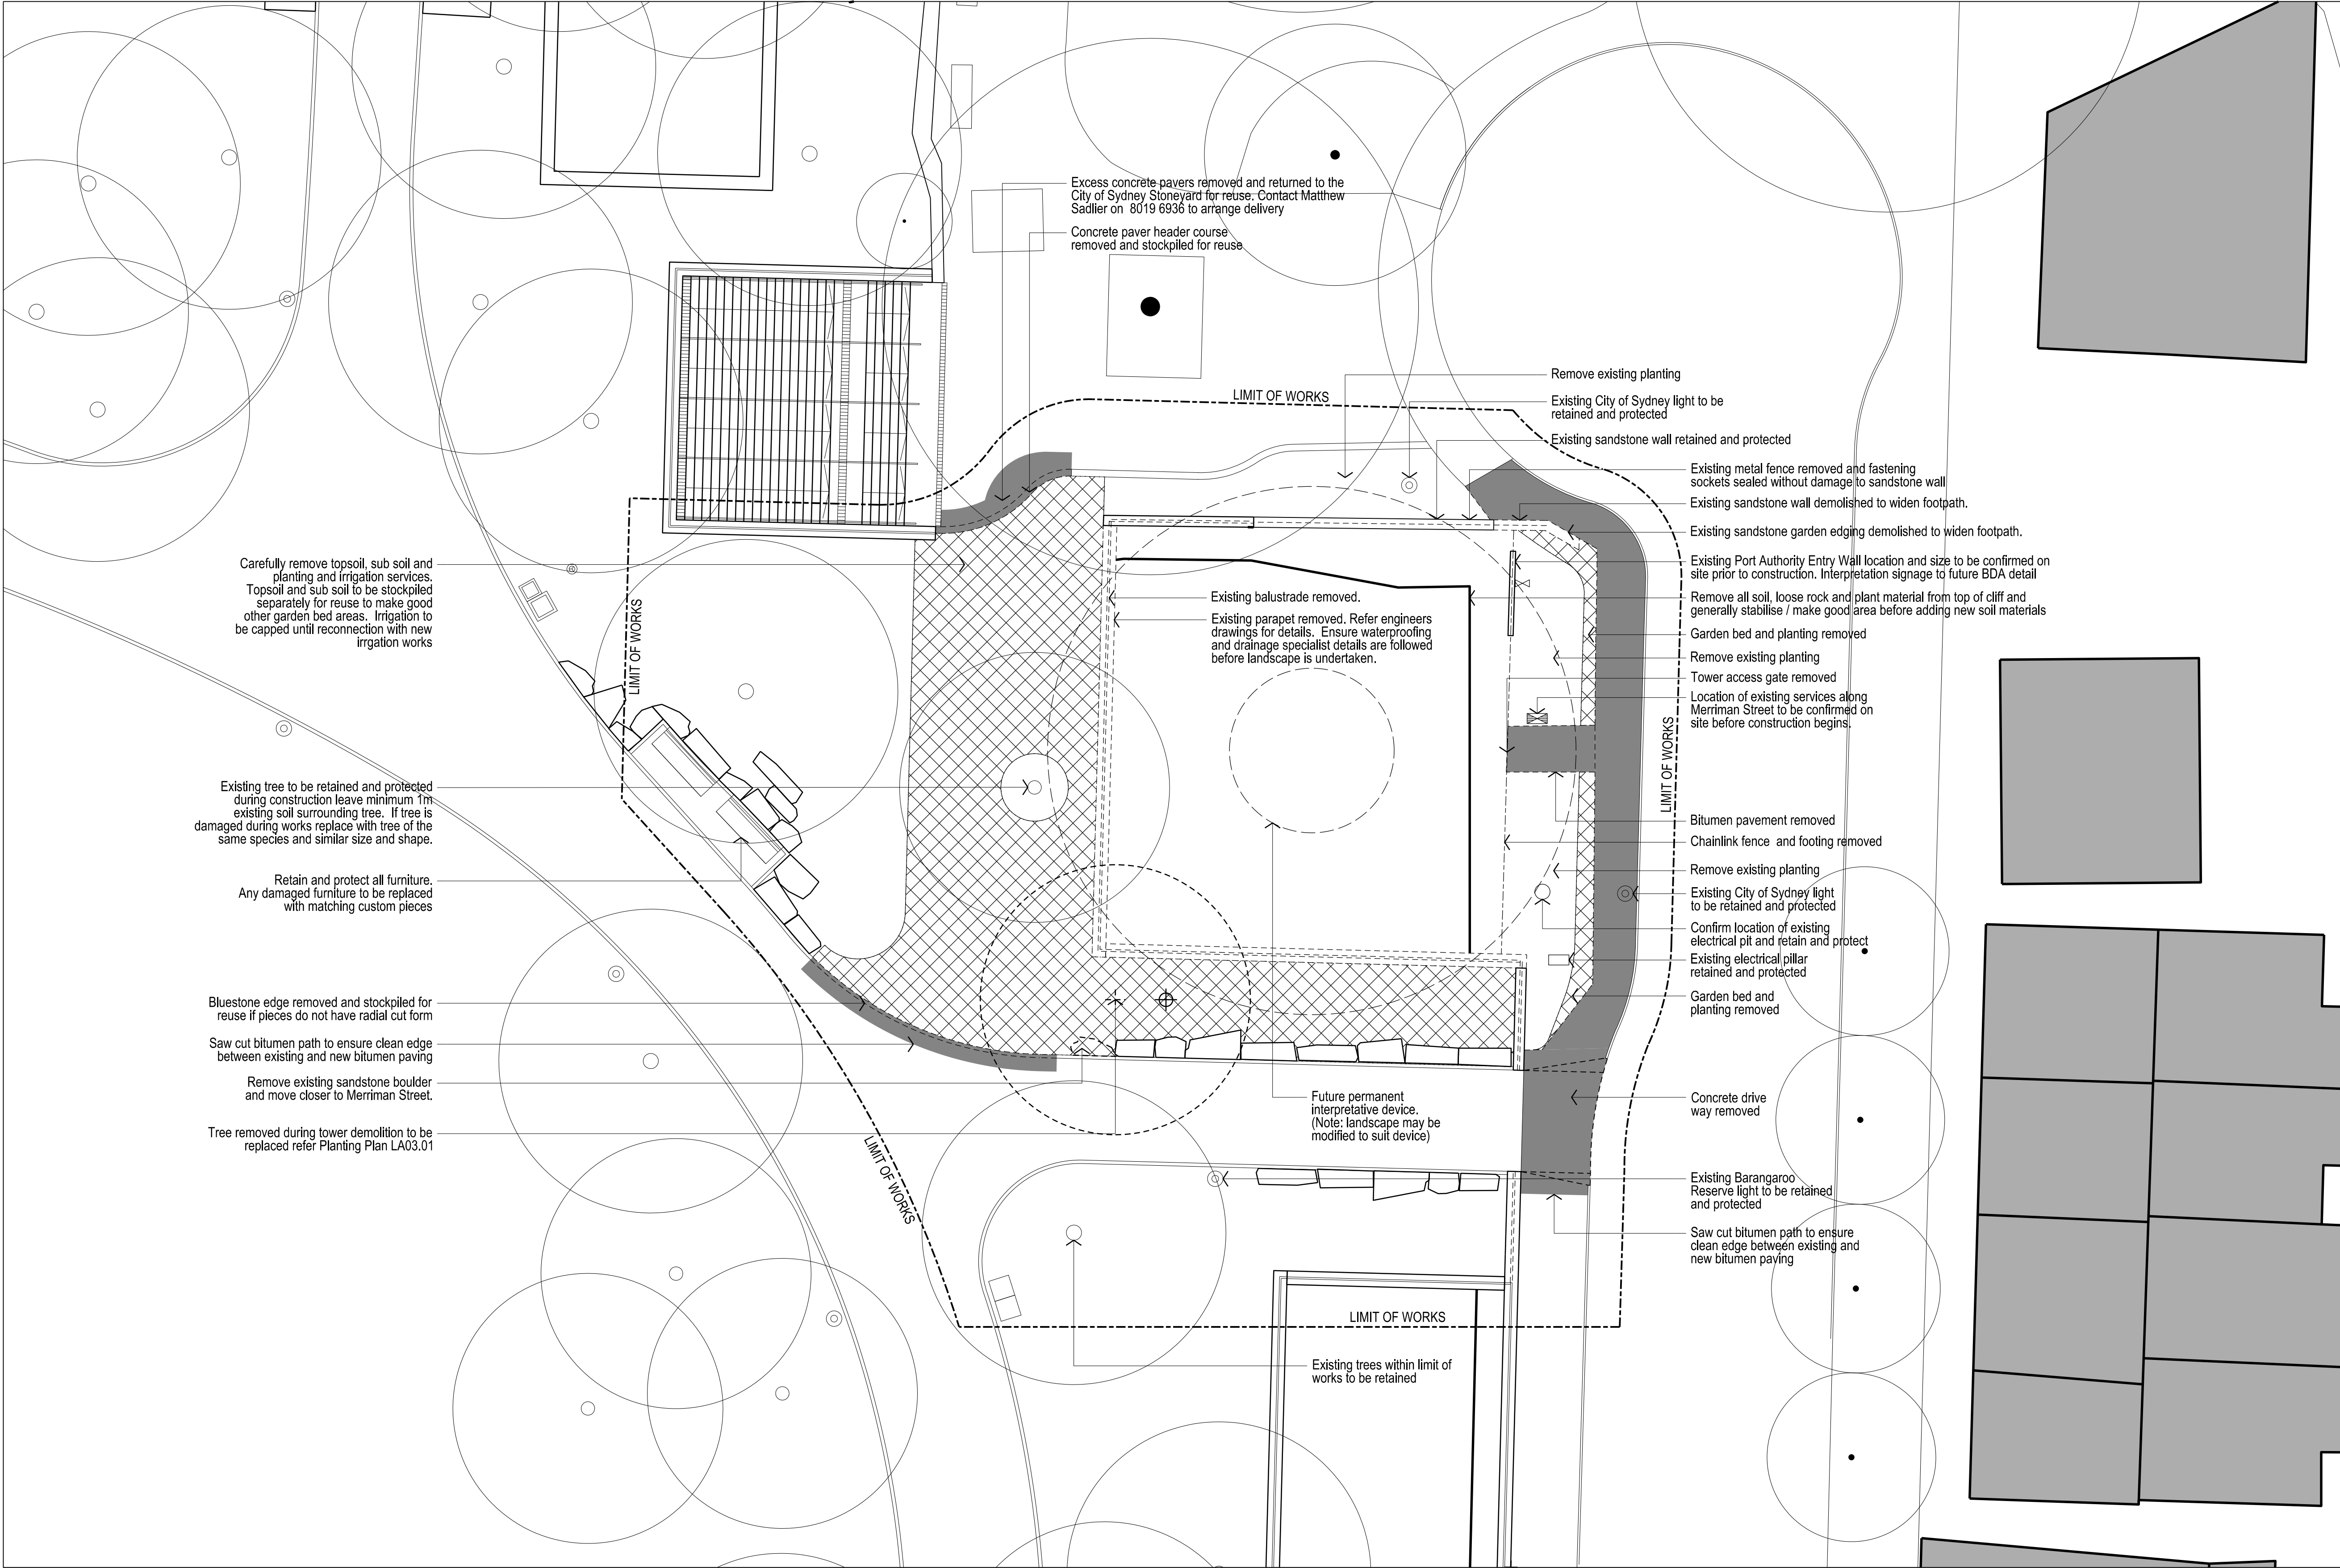 Excess concrete pavers removed and returned to the
City of Sydney Stoneyard for reuse. Contact Matthew
Sadlier on  8019 6936 to arrange delivery
Concrete paver header course
removed and stockpiled for reuse
LIMIT OF WORKS
Remove existing planting
Existing City of Sydney light to be
retained and protected
Existing sandstone wall retained and protected
Existing metal fence removed and fastening
sockets sealed without damage to sandstone wall
Existing sandstone wall demolished to widen footpath.
Existing sandstone garden edging demolished to widen footpath.
Existing Port Authority Entry Wall location and size to be confirmed on
site prior to construction. Interpretation signage to future BDA detail
Remove all soil, loose rock and plant material from top of cliff and
generally stabilise / make good area before adding new soil materials
Garden bed and planting removed
Remove existing planting
Tower access gate removed
Location of existing services along
Merriman Street to be confirmed on
site before construction begins.
LIMIT OF WORKS
Bitumen pavement removed
Chainlink fence  and footing removed
Remove existing planting
Existing City of Sydney light
to be retained and protected
Confirm location of existing
electrical pit and retain and protect
Existing electrical pillar
retained and protected
Garden bed and
planting removed
Concrete drive
way removed
Existing Barangaroo
Reserve light to be retained
and protected
Saw cut bitumen path to ensure
clean edge between existing and
new bitumen paving
Existing balustrade removed.
Existing parapet removed. Refer engineers
drawings for details.  Ensure waterproofing
and drainage specialist details are followed
before landscape is undertaken.
Future permanent
interpretative device.
(Note: landscape may be
modified to suit device)
LIMIT OF WORKS
Existing trees within limit of
works to be retained
Carefully remove topsoil, sub soil and
planting and irrigation services.
Topsoil and sub soil to be stockpiled
separately for reuse to make good
other garden bed areas.  Irrigation to
be capped until reconnection with new
irrgation works
LIMIT OF WORKS
Existing tree to be retained and protected
during construction leave minimum 1m
existing soil surrounding tree.  If tree is
damaged during works replace with tree of the
same species and similar size and shape.
Retain and protect all furniture.
Any damaged furniture to be replaced
with matching custom pieces
Bluestone edge removed and stockpiled for
reuse if pieces do not have radial cut form
Saw cut bitumen path to ensure clean edge
between existing and new bitumen paving
Remove existing sandstone boulder
and move closer to Merriman Street.
Tree removed during tower demolition to be
replaced refer Planting Plan LA03.01
LIMIT OF WORKS